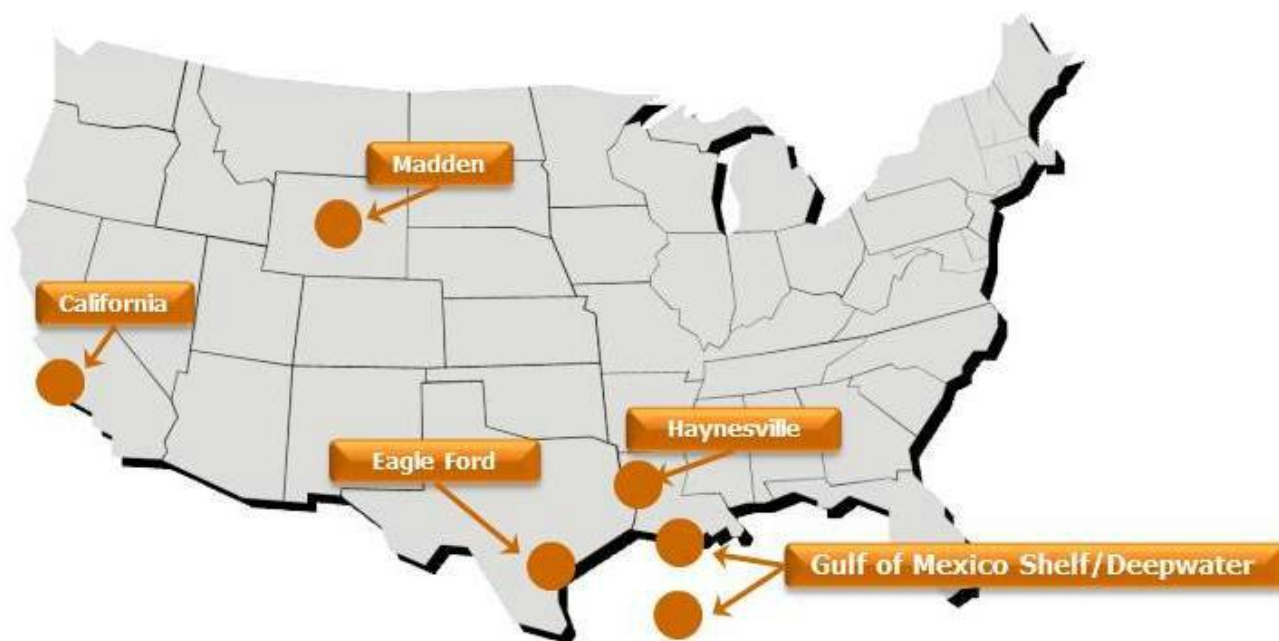 Madden
California
Haynesville
Eagle Ford
Gulf of Mexico Shelf/Deepwater